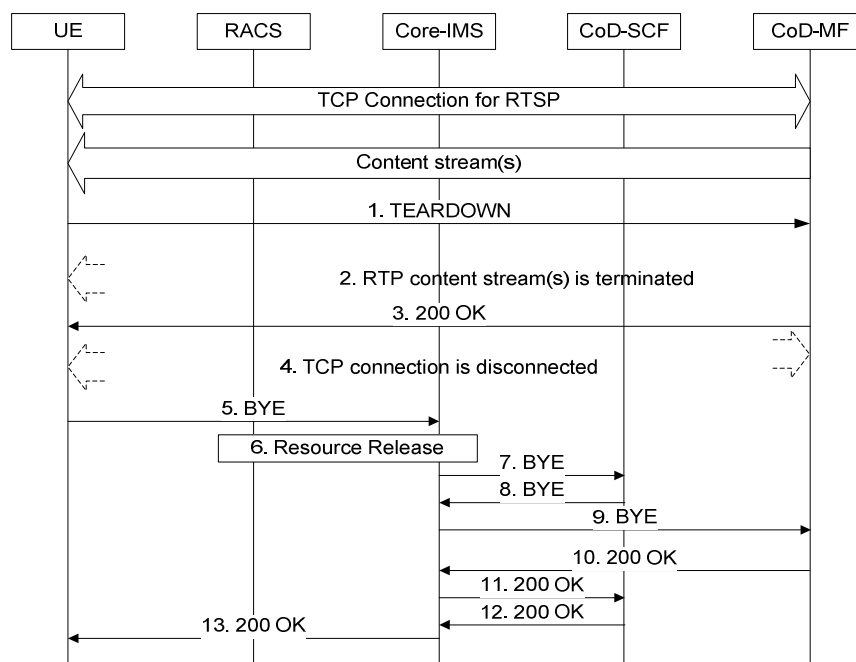 UE
RACS
Core-IMS
CoD-SCF
CoD-MF
TCP Connection for RTSP
Content stream(s)
1. TEARDOWN
2. RTP content stream(s) is terminated
3. 200 OK
4. TCP connection is disconnected
5. BYE
6. Resource Release
7. BYE
8. BYE
9. BYE
10. 200 OK
11. 200 OK
12. 200 OK
13. 200 OK